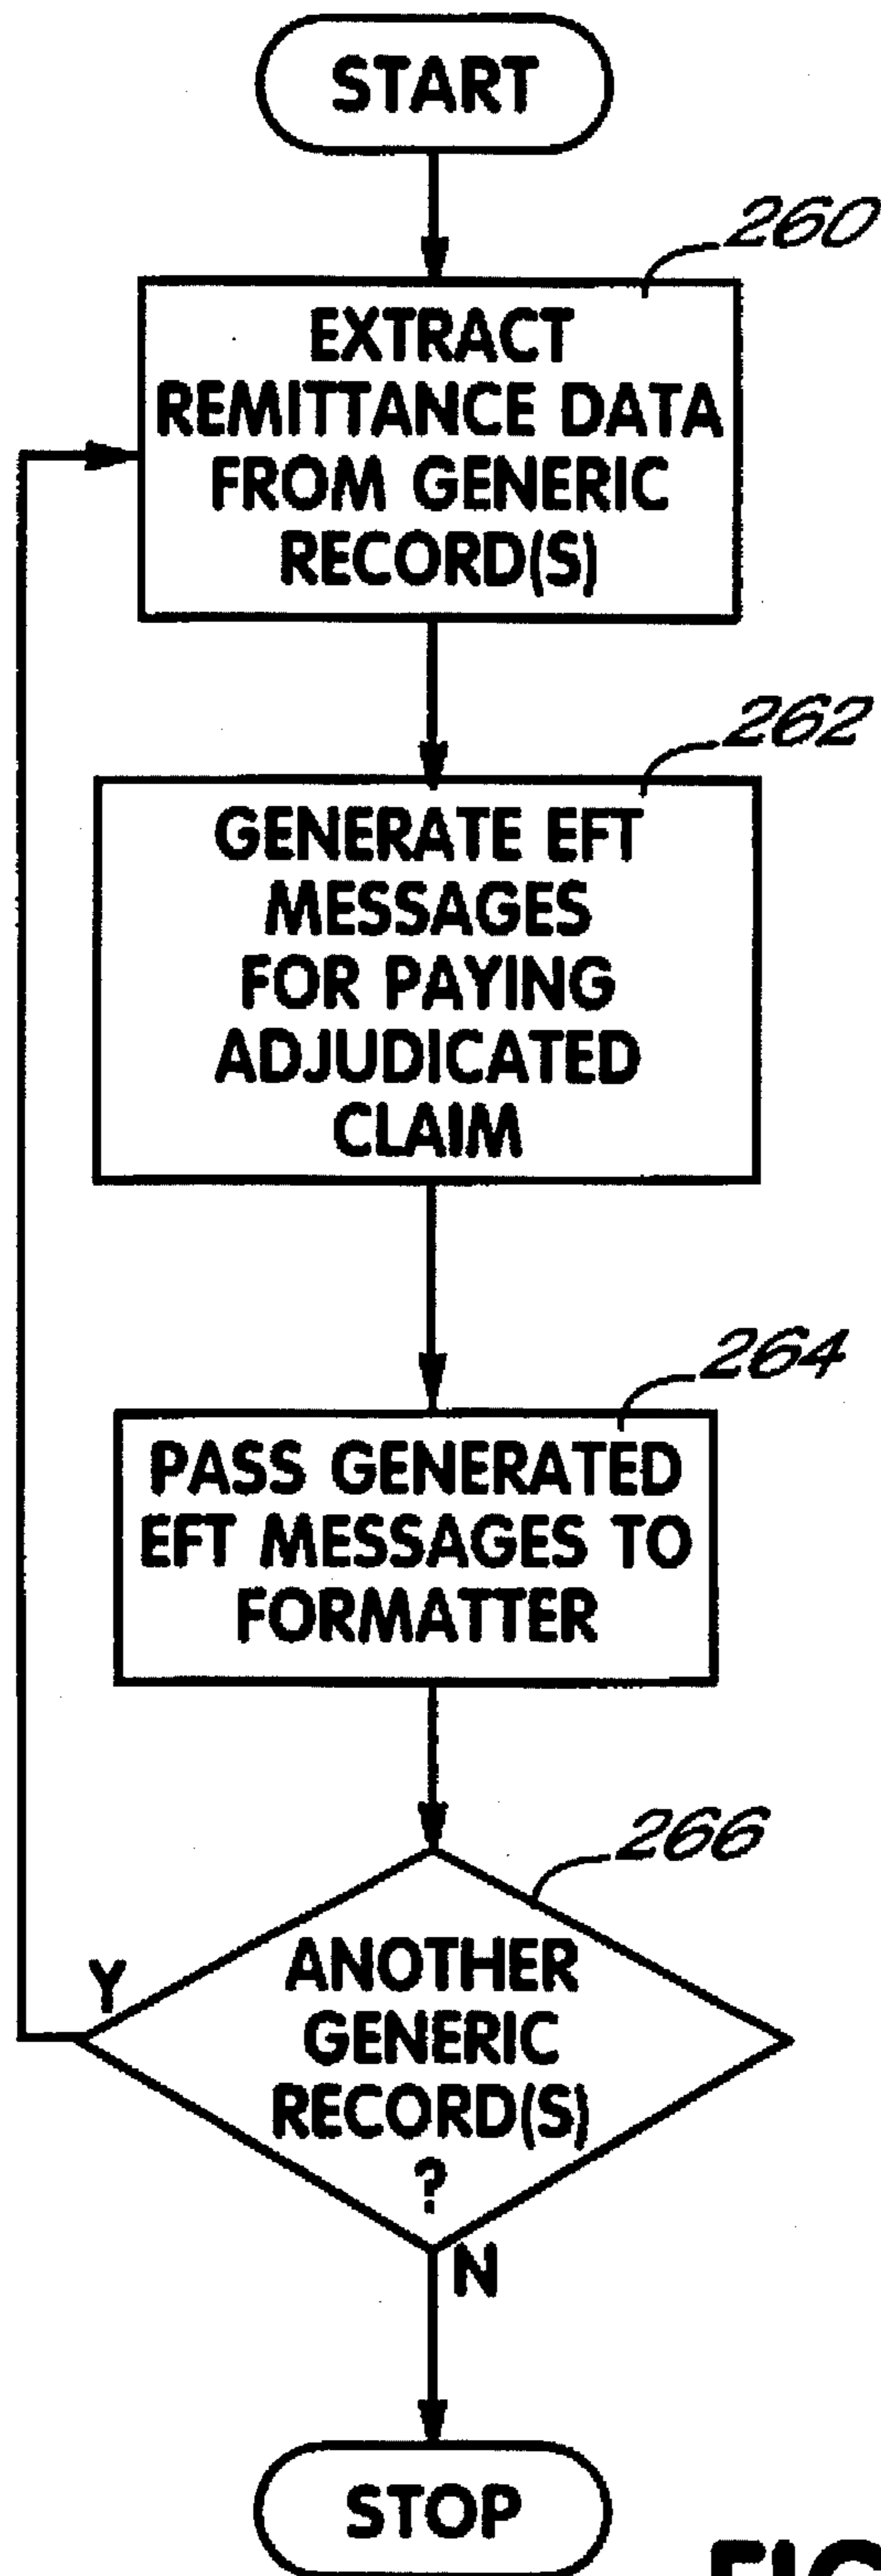 START
260
EXTRACT
REMITTANCE DATA
FROM GENERIC
RECORD(S)
262
GENERATE EFT
MESSAGES
FOR PAYING
ADJUDICATED
CLAIM
264
PASS GENERATED
EFT MESSAGES TO
FORMATTER
266
ANOTHER
GENERIC
RECORD(S)
?
Y
N
STOP